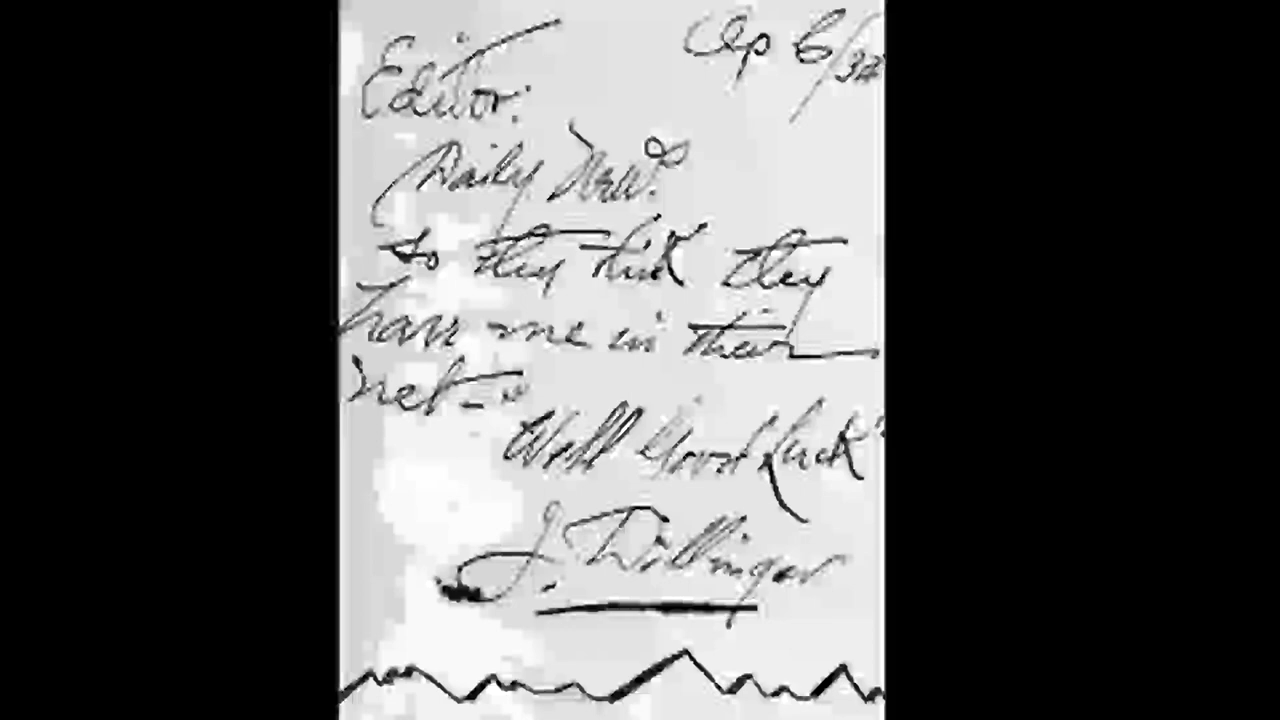 Ap 6/34
Editor:
Daily News.
So they think they
have me in their
net—
Well Good Luck
J. Dillinger